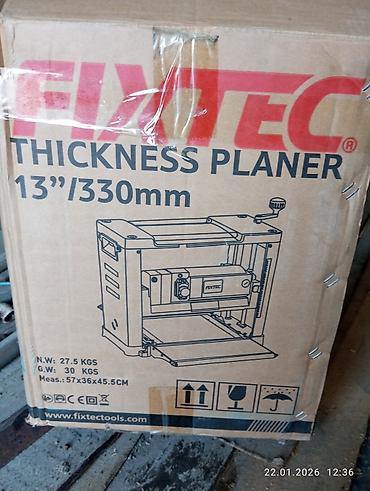 FIXTEC®
THICKNESS PLANER
13”/330mm
FIXTEC
N.W: 27.5 KGS
G.W: 30 KGS
Meas.: 57x36x45.5CM
CE
www.fixtectools.com
22.01.2026 12:36